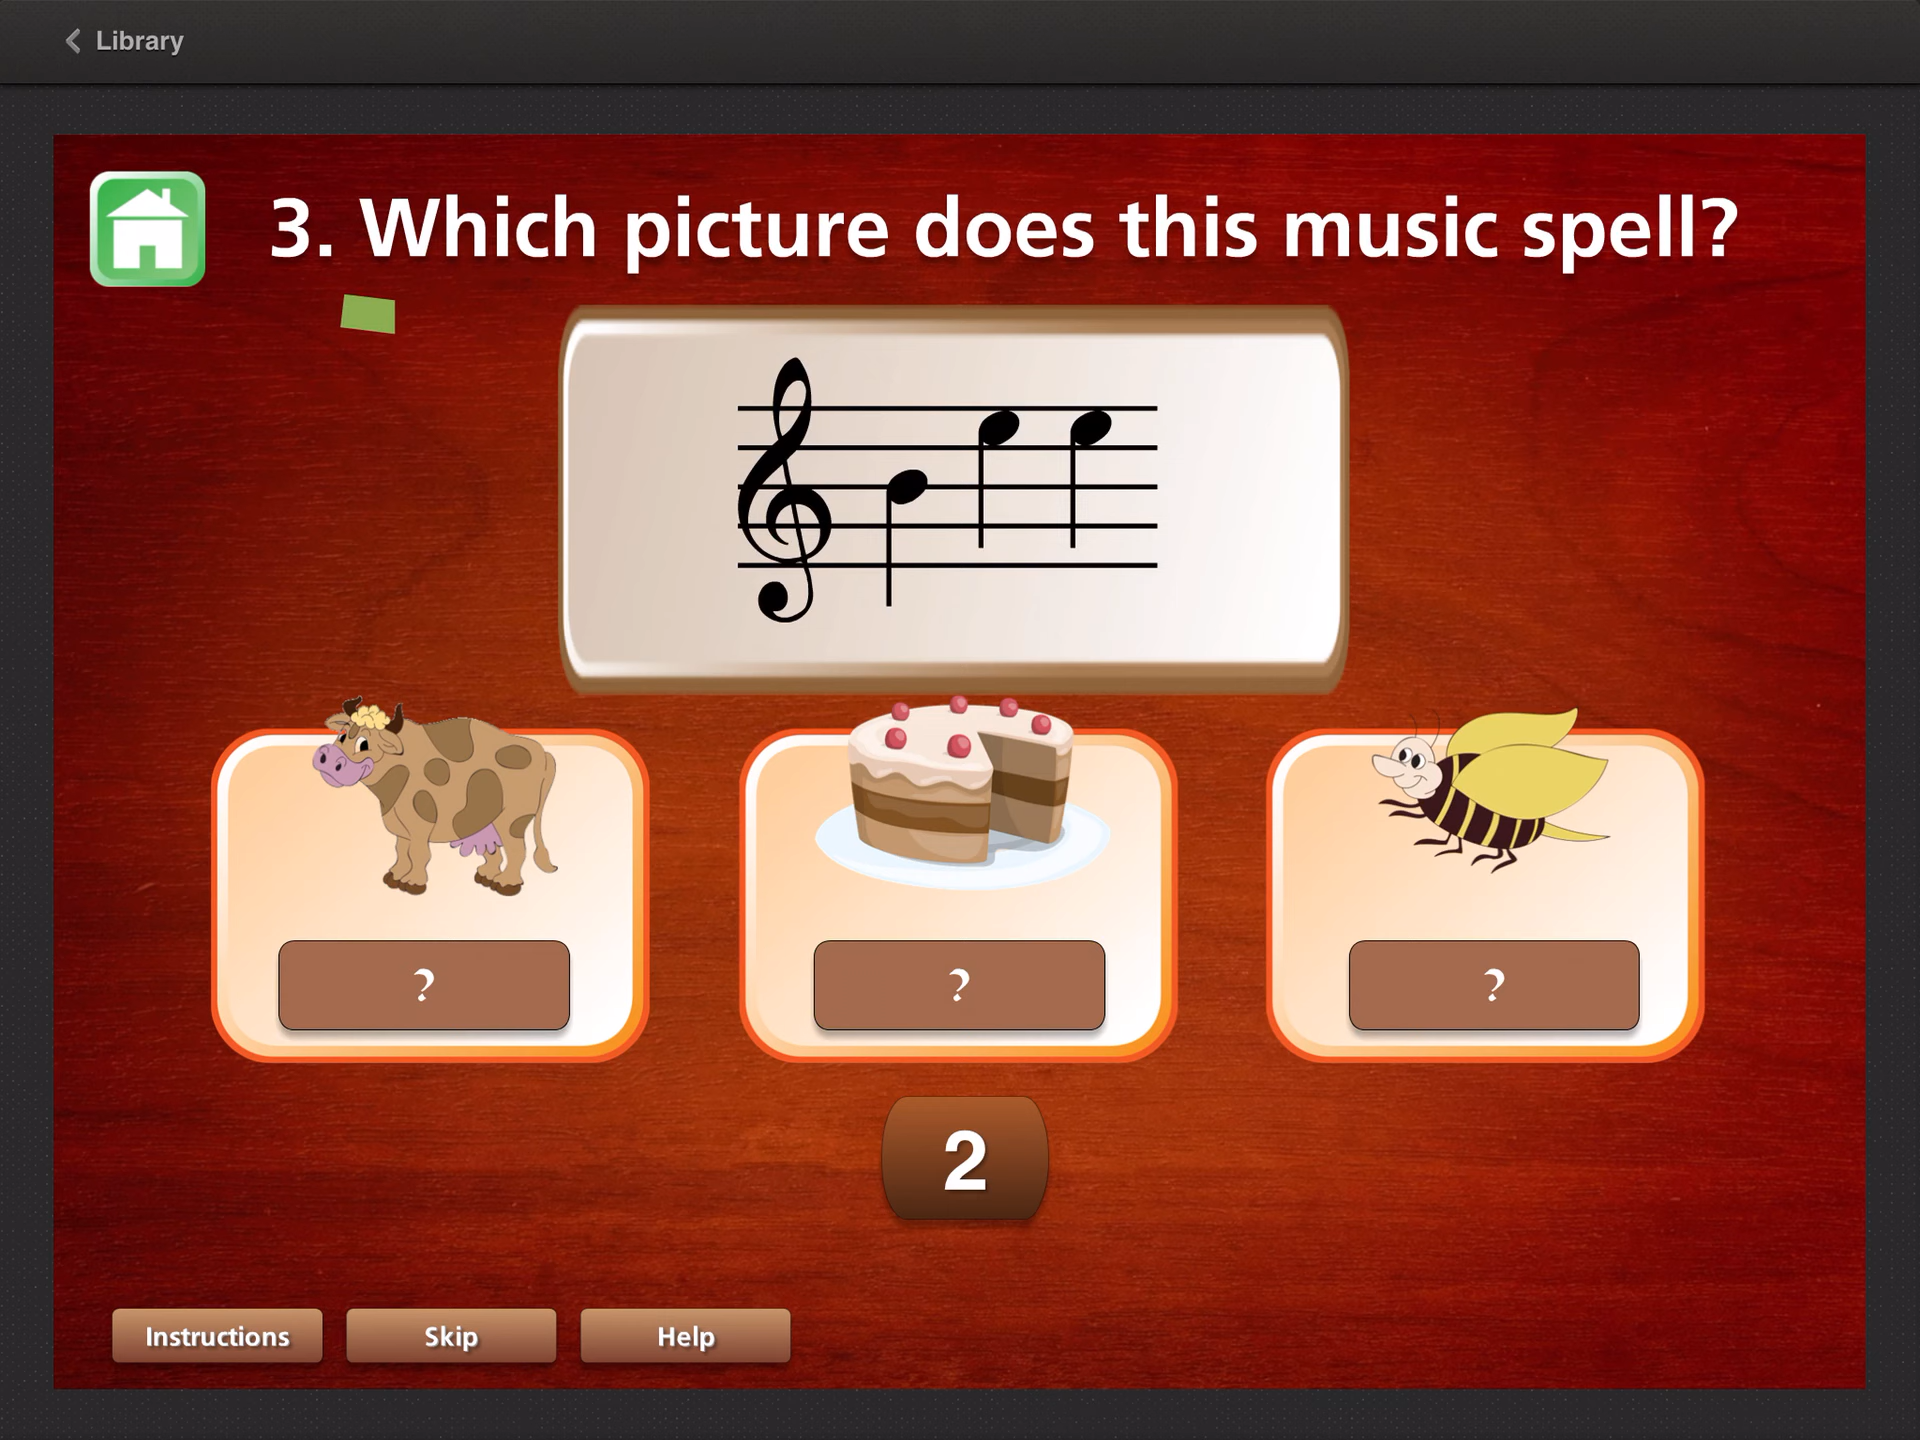 Library
3. Which picture does this music spell?
?
?
?
2
Instructions
Skip
Help